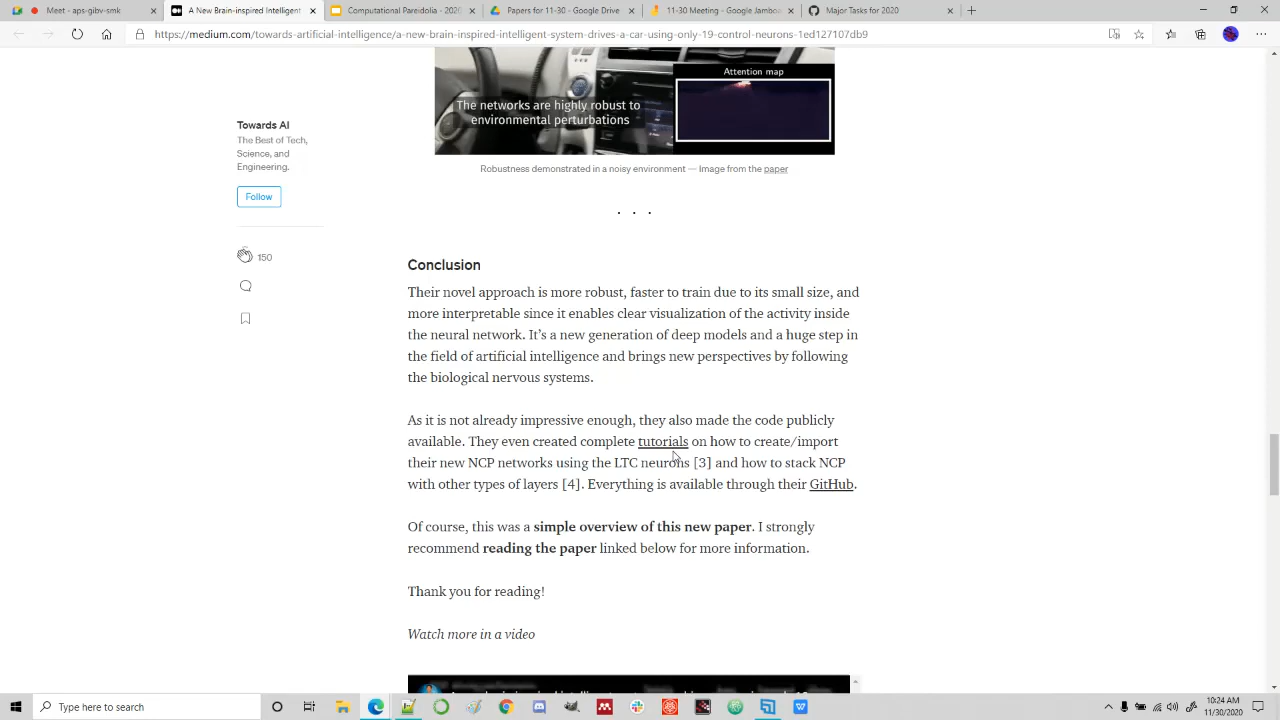 Meet - aps-optics-ai
A New Brain-inspired Intelligent
Computational Optics 2020
Papers 11-30 - Google Drive
11-30 Meeting - Google
Major Tags for 2020
https://medium.com/towards-artificial-intelligence/a-new-brain-inspired-intelligent-system-drives-a-car-using-only-19-control-neurons-1ed127107db9
Attention map
The networks are highly robust to
environmental perturbations
Towards AI
The Best of Tech,
Science, and
Engineering.
Follow
150
Robustness demonstrated in a noisy environment — Image from the paper
. . .
Conclusion
Their novel approach is more robust, faster to train due to its small size, and
more interpretable since it enables clear visualization of the activity inside
the neural network. It's a new generation of deep models and a huge step in
the field of artificial intelligence and brings new perspectives by following
the biological nervous systems.
As it is not already impressive enough, they also made the code publicly
available. They even created complete tutorials on how to create/import
their new NCP networks using the LTC neurons [3] and how to stack NCP
with other types of layers [4]. Everything is available through their GitHub.
Of course, this was a simple overview of this new paper. I strongly
recommend reading the paper linked below for more information.
Thank you for reading!
Watch more in a video
Type here to search
10:24 AM
11/30/2020